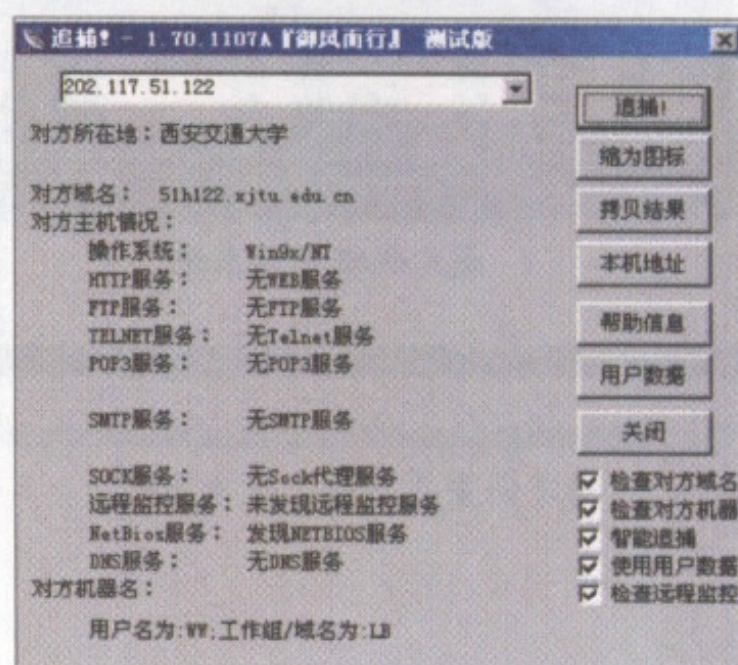 追捕! - 1.70.1107A『御风而行』 测试版
202.117.51.122
对方所在地：西安交通大学
对方域名： 51h122.xjtu.edu.cn
对方主机情况：
操作系统： Win9x/NT
HTTP服务： 无WEB服务
FTP服务： 无FTP服务
TELNET服务： 无Telnet服务
POP3服务： 无POP3服务
SMTP服务： 无SMTP服务
SOCK服务： 无Sock代理服务
远程监控服务： 未发现远程监控服务
NetBios服务： 发现NETBIOS服务
DNS服务： 无DNS服务
对方机器名：
用户名为:WW;工作组/域名为:LB
追捕!
缩为图标
拷贝结果
本机地址
帮助信息
用户数据
关闭
检查对方域名
检查对方机器
智能追捕
使用用户数据
检查远程监控